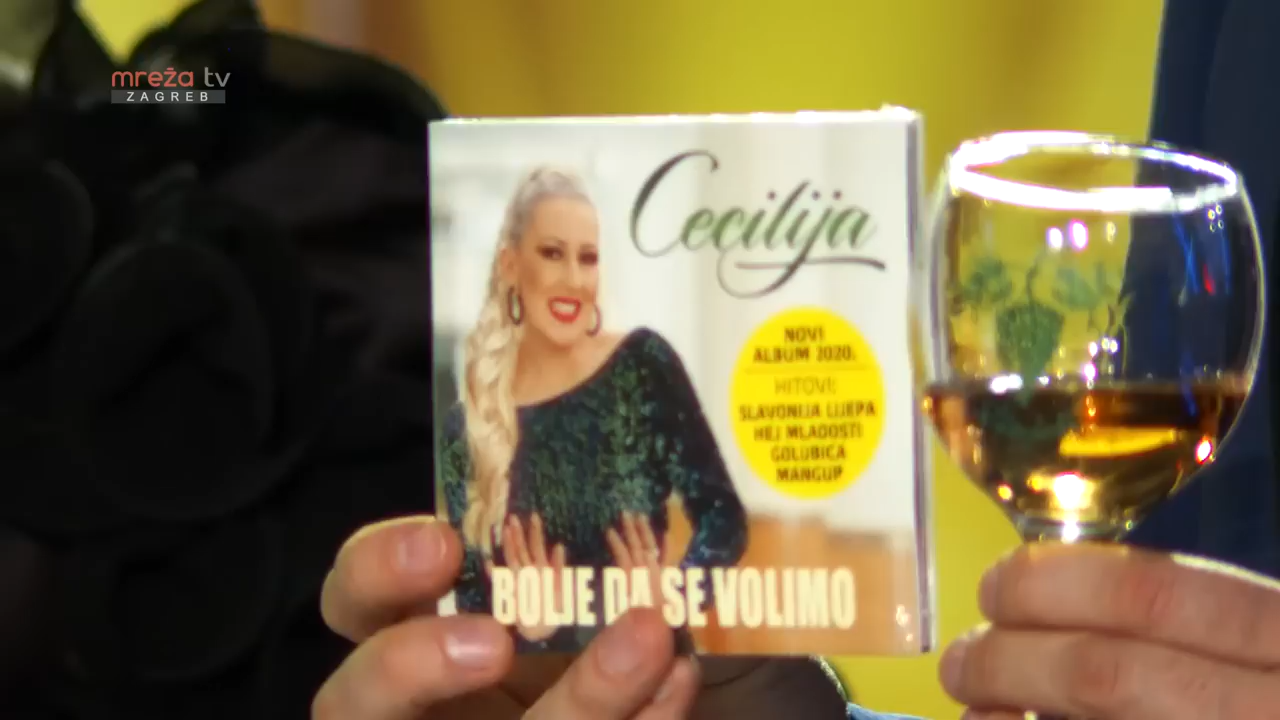 mreža tv
ZAGREB
Cecilija
NOVI
ALBUM 2020.
HITOVI:
SLAVONIJA LIJEPA
HEJ MLADOSTI
GOLUBICA
MANGUP
BOLJE DA SE VOLIMO